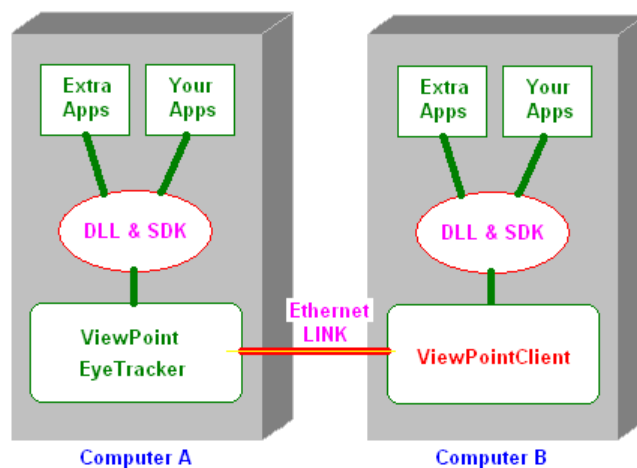 Extra
Apps
Your
Apps
DLL & SDK
ViewPoint
EyeTracker
Computer A
Ethernet
LINK
Extra
Apps
Your
Apps
DLL & SDK
ViewPointClient
Computer B